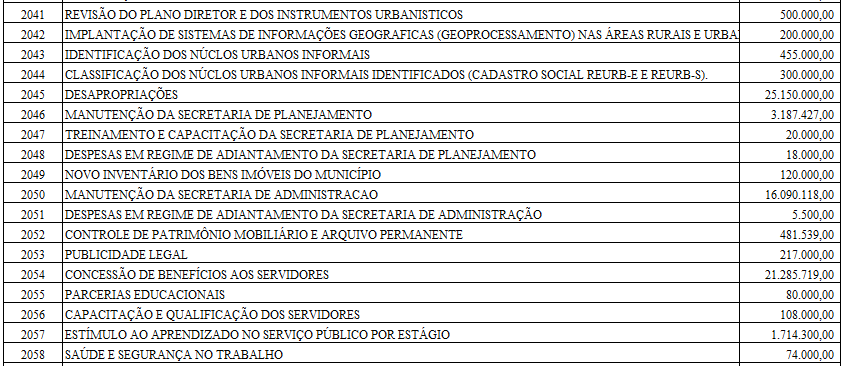 2041 REVISÃO DO PLANO DIRETOR E DOS INSTRUMENTOS URBANISTICOS 500.000,00
2042 IMPLANTAÇÃO DE SISTEMAS DE INFORMAÇÕES GEOGRAFICAS (GEOPROCESSAMENTO) NAS ÁREAS RURAIS E URBA 200.000,00
2043 IDENTIFICAÇÃO DOS NÚCLOS URBANOS INFORMAIS 455.000,00
2044 CLASSIFICAÇÃO DOS NÚCLOS URBANOS INFORMAIS IDENTIFICADOS (CADASTRO SOCIAL REURB-E E REURB-S). 300.000,00
2045 DESAPROPRIAÇÕES 25.150.000,00
2046 MANUTENÇÃO DA SECRETARIA DE PLANEJAMENTO 3.187.427,00
2047 TREINAMENTO E CAPACITAÇÃO DA SECRETARIA DE PLANEJAMENTO 20.000,00
2048 DESPESAS EM REGIME DE ADIANTAMENTO DA SECRETARIA DE PLANEJAMENTO 18.000,00
2049 NOVO INVENTÁRIO DOS BENS IMÓVEIS DO MUNICÍPIO 120.000,00
2050 MANUTENÇÃO DA SECRETARIA DE ADMINISTRACAO 16.090.118,00
2051 DESPESAS EM REGIME DE ADIANTAMENTO DA SECRETARIA DE ADMINISTRAÇÃO 5.500,00
2052 CONTROLE DE PATRIMÔNIO MOBILIÁRIO E ARQUIVO PERMANENTE 481.539,00
2053 PUBLICIDADE LEGAL 217.000,00
2054 CONCESSÃO DE BENEFÍCIOS AOS SERVIDORES 21.285.719,00
2055 PARCERIAS EDUCACIONAIS 80.000,00
2056 CAPACITAÇÃO E QUALIFICAÇÃO DOS SERVIDORES 108.000,00
2057 ESTÍMULO AO APRENDIZADO NO SERVIÇO PÚBLICO POR ESTÁGIO 1.714.300,00
2058 SAÚDE E SEGURANÇA NO TRABALHO 74.000,00